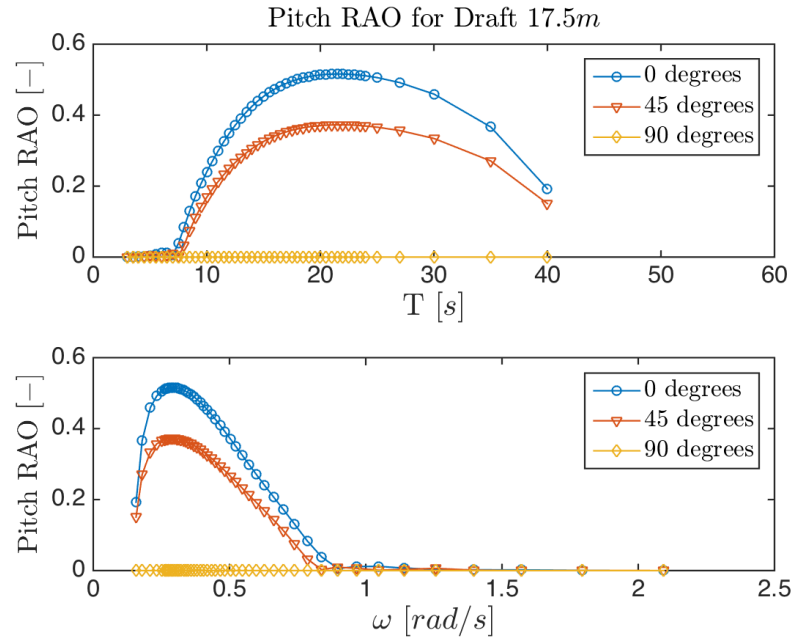 Pitch RAO for Draft 17.5m
0.6
0.4
0.2
0
Pitch RAO [−]
0 degrees
45 degrees
90 degrees
0 10 20 30 40 50 60
T [s]
0.6
0.4
0.2
0
Pitch RAO [−]
0 degrees
45 degrees
90 degrees
0 0.5 1 1.5 2 2.5
ω [rad/s]